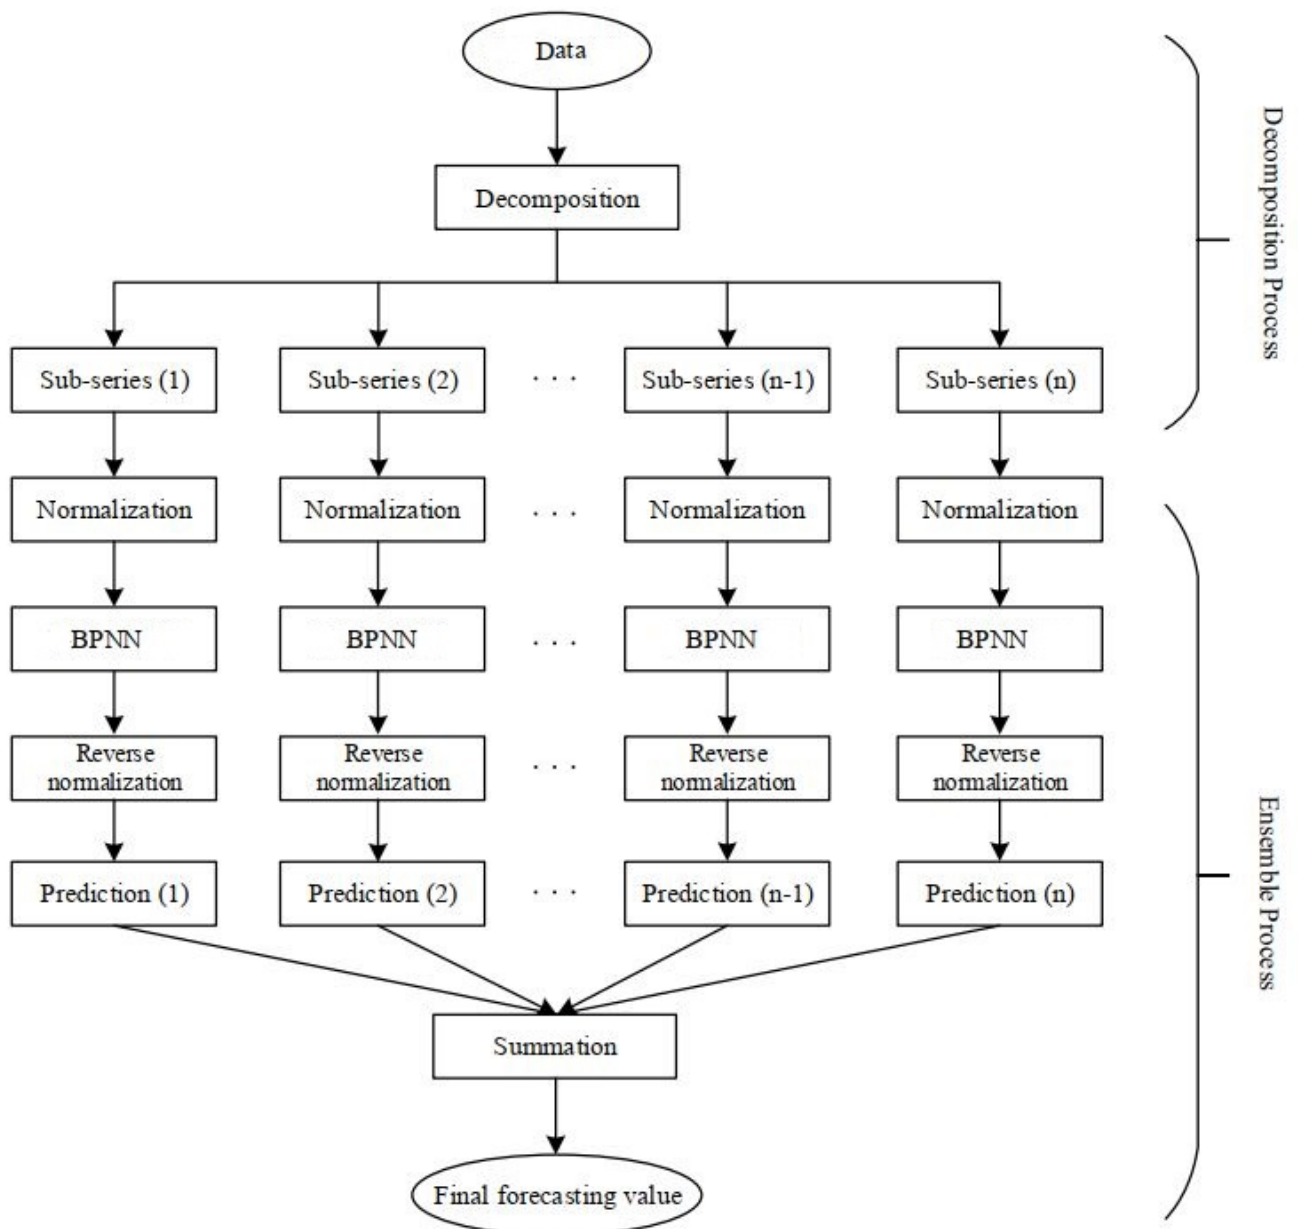 Data
Decomposition
Decomposition Process
Sub-series (1)
Sub-series (2)
. . .
Sub-series (n-1)
Sub-series (n)
Normalization
Normalization
. . .
Normalization
Normalization
BPNN
BPNN
. . .
BPNN
BPNN
Reverse
normalization
Reverse
normalization
. . .
Reverse
normalization
Reverse
normalization
Prediction (1)
Prediction (2)
. . .
Prediction (n-1)
Prediction (n)
Ensemble Process
Summation
Final forecasting value